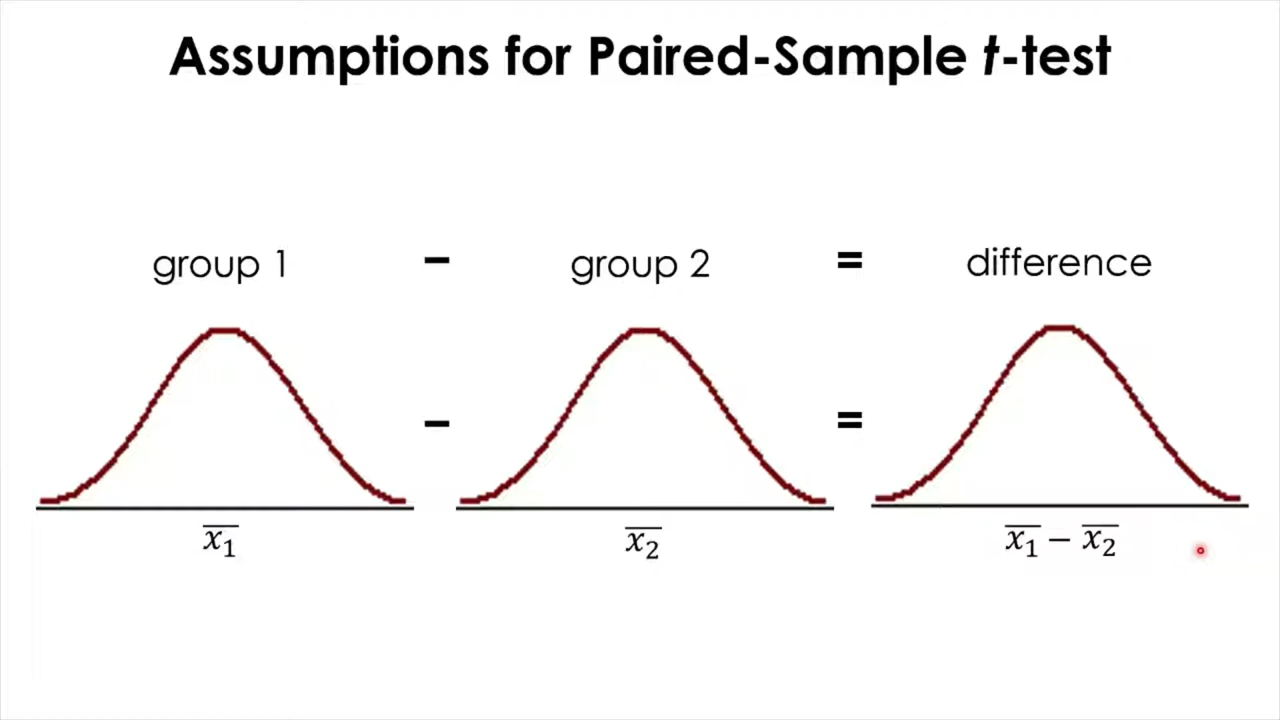 Assumptions for Paired-Sample t-test
group 1 - group 2 = difference
- =
x̅₁ x̅₂ x̅₁ − x̅₂